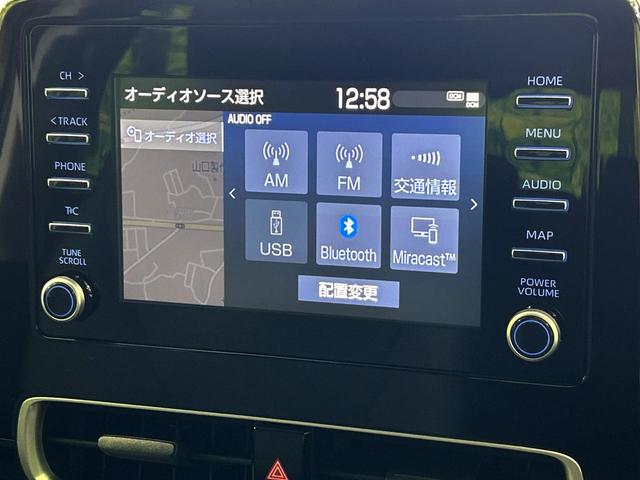 CH >
< TRACK
PHONE
TiC
TUNE
SCROLL
オーディオソース選択
12:58
DCM
DCM
オーディオ選択
AUDIO OFF
AM
FM
交通情報
USB
Bluetooth
Miracast™
配置変更
HOME
MENU
AUDIO
MAP
POWER
VOLUME